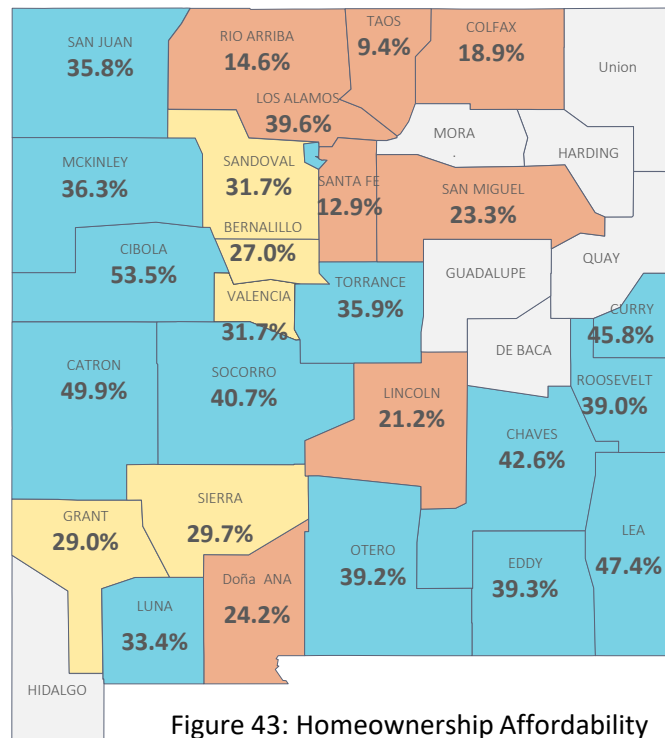 SAN JUAN
35.8%
RIO ARRIBA
14.6%
TAOS
9.4%
COLFAX
18.9%
Union
LOS ALAMOS
39.6%
MORA
HARDING
MCKINLEY
36.3%
SANDOVAL
31.7%
SANTA FE
12.9%
SAN MIGUEL
23.3%
BERNALILLO
27.0%
CIBOLA
53.5%
QUAY
GUADALUPE
TORRANCE
35.9%
VALENCIA
31.7%
CURRY
45.8%
DE BACA
CATRON
49.9%
SOCORRO
40.7%
ROOSEVELT
39.0%
LINCOLN
21.2%
CHAVES
42.6%
SIERRA
29.7%
GRANT
29.0%
LEA
47.4%
OTERO
39.2%
EDDY
39.3%
Doña ANA
24.2%
LUNA
33.4%
HIDALGO
Figure 43: Homeownership Affordability